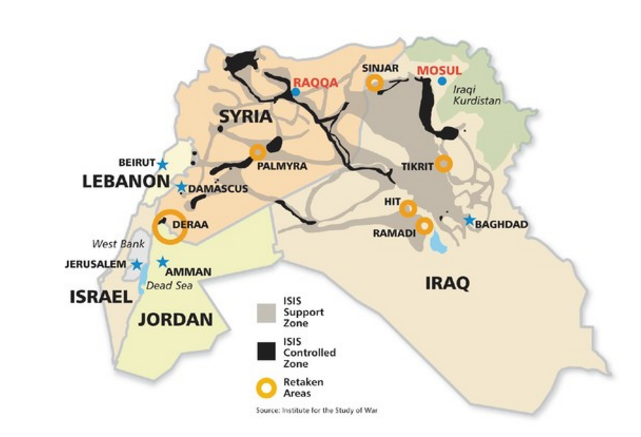 SINJAR
MOSUL
RAQQA
Iraqi
Kurdistan
SYRIA
BEIRUT
PALMYRA
TIKRIT
LEBANON
DAMASCUS
HIT
DERAA
RAMADI
BAGHDAD
West Bank
JERUSALEM
AMMAN
Dead Sea
ISRAEL
IRAQ
JORDAN
ISIS
Support
Zone
ISIS
Controlled
Zone
Retaken
Areas
Source: Institute for the Study of War